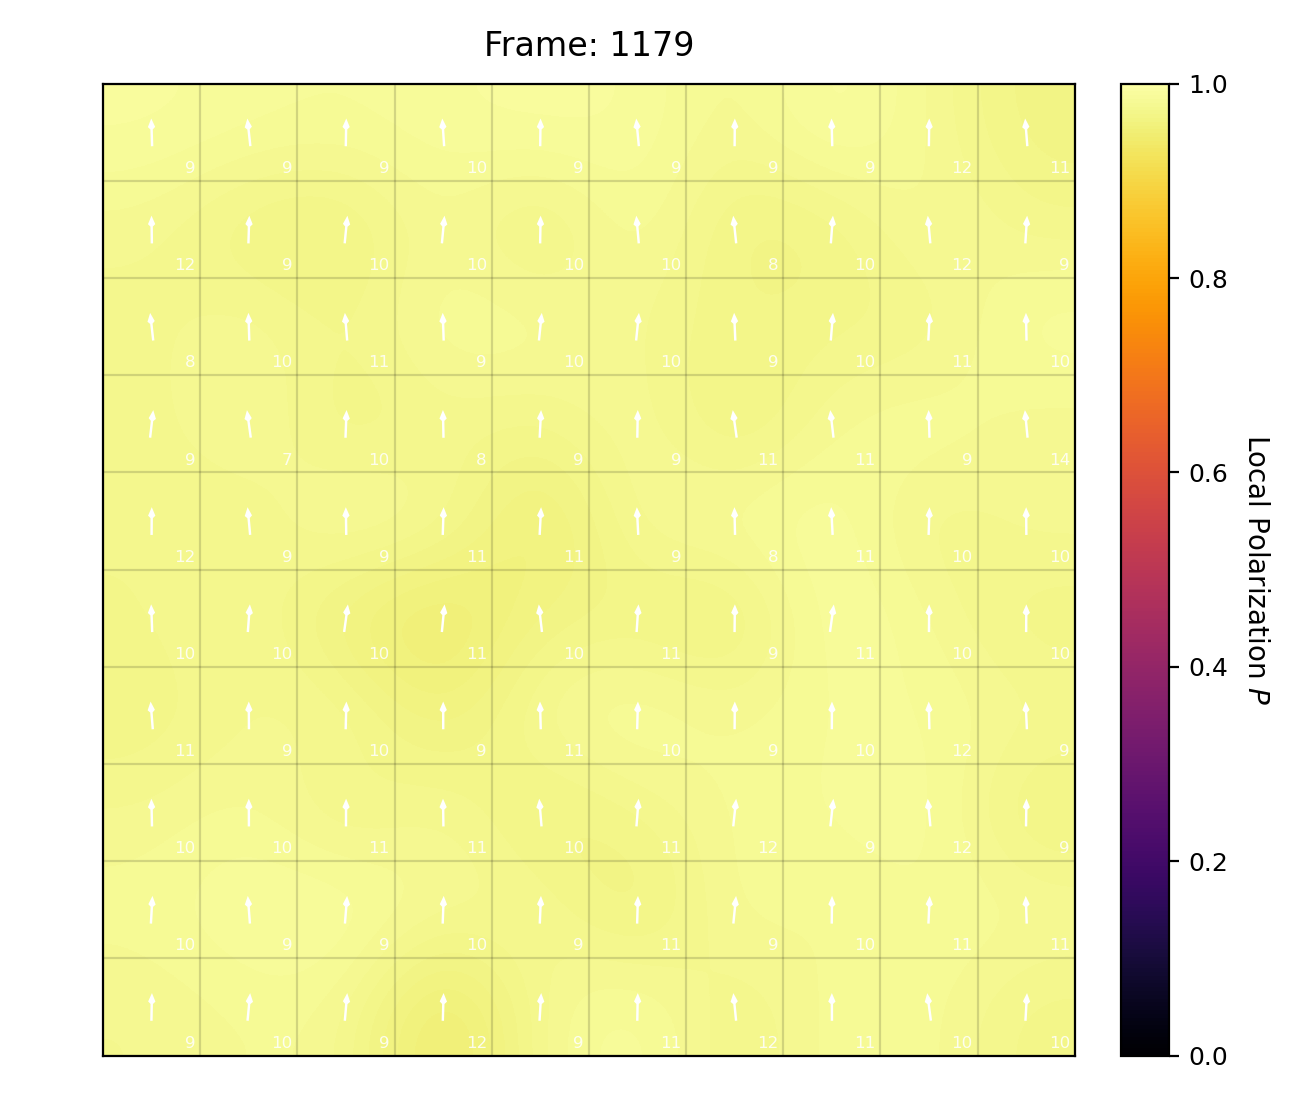 Frame: 1179
9 9 9 10 9 9 9 9 12 11
12 9 10 10 10 10 8 10 12 9
8 10 11 9 10 10 9 10 11 10
9 7 10 8 9 9 11 11 9 14
12 9 9 11 11 9 8 11 10 10
10 10 10 11 10 11 9 11 10 10
11 9 10 9 11 10 9 10 12 9
10 10 11 11 10 11 12 9 12 9
10 9 9 10 9 11 9 10 11 11
9 10 9 12 9 11 12 11 10 10
1.0
0.8
0.6
0.4
0.2
0.0
Local Polarization P